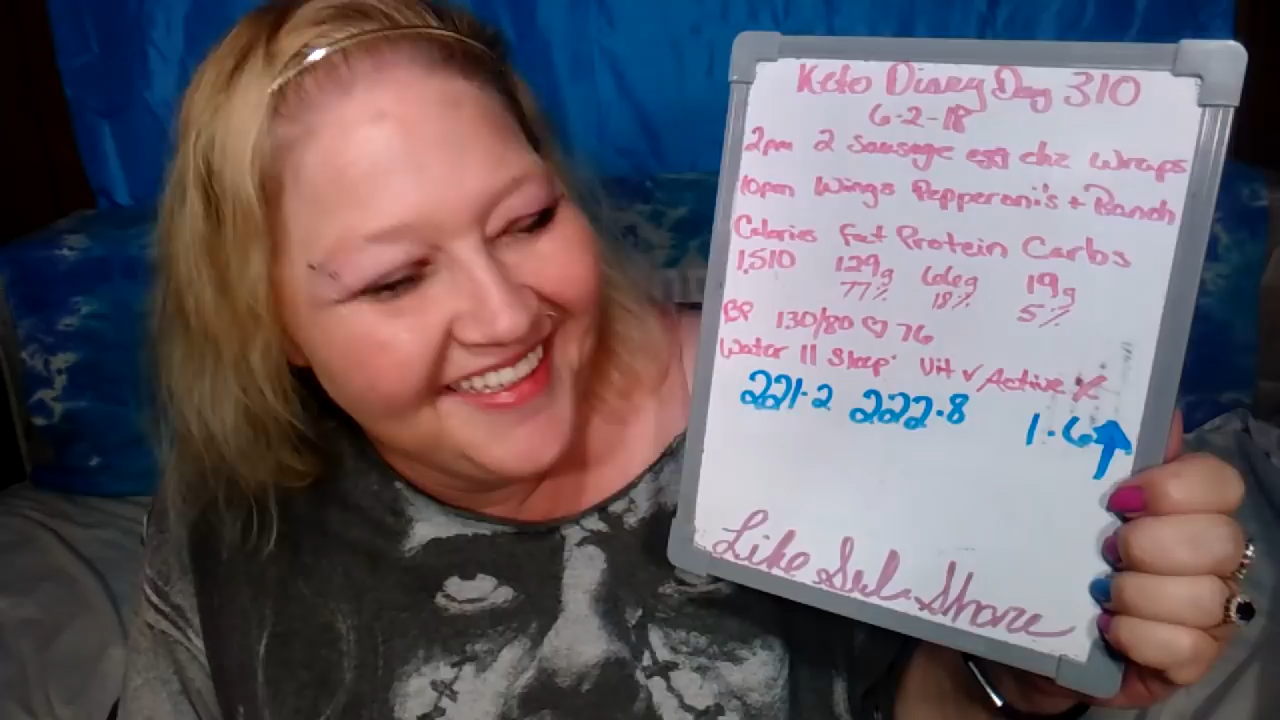 Keto Diary Day 310
6-2-18
2pm 2 Sausage egg chz wraps
10pm Wings Pepperoni's + Ranch
Calories Fat Protein Carbs
1,510 129g 66g 19g
77% 18% 5%
BP 130/80 ♡ 76
Water 11 Sleep Vit ✓ Active X
221.2 222.8 1.6 ↑
Like Sub Share